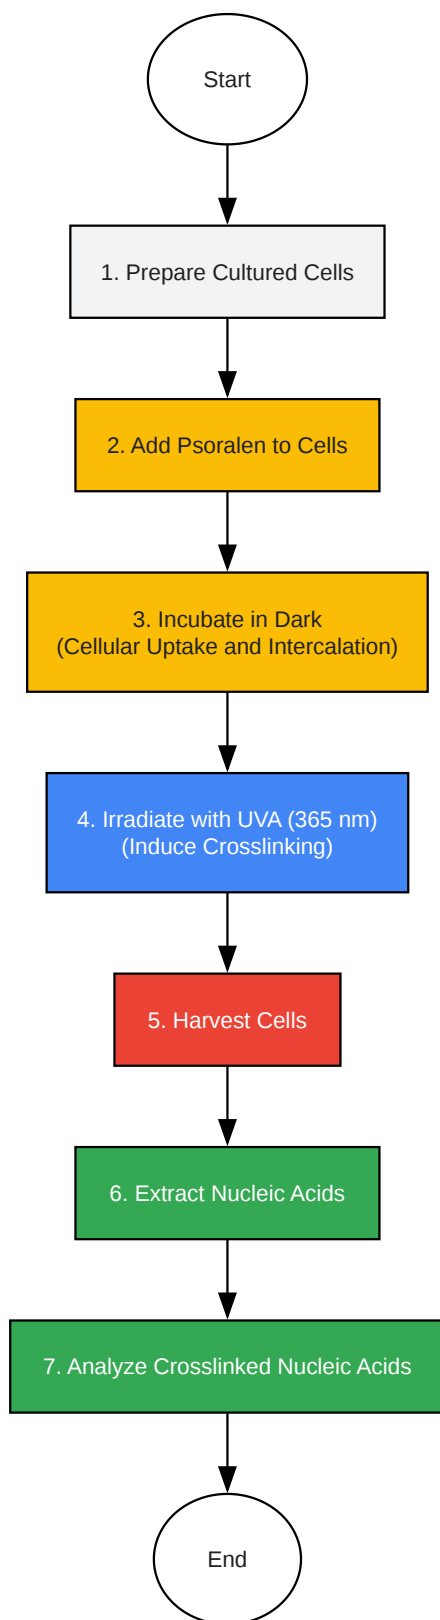 Start
1. Prepare Cultured Cells
2. Add Psoralen to Cells
3. Incubate in Dark
(Cellular Uptake and Intercalation)
4. Irradiate with UVA (365 nm)
(Induce Crosslinking)
5. Harvest Cells
6. Extract Nucleic Acids
7. Analyze Crosslinked Nucleic Acids
End